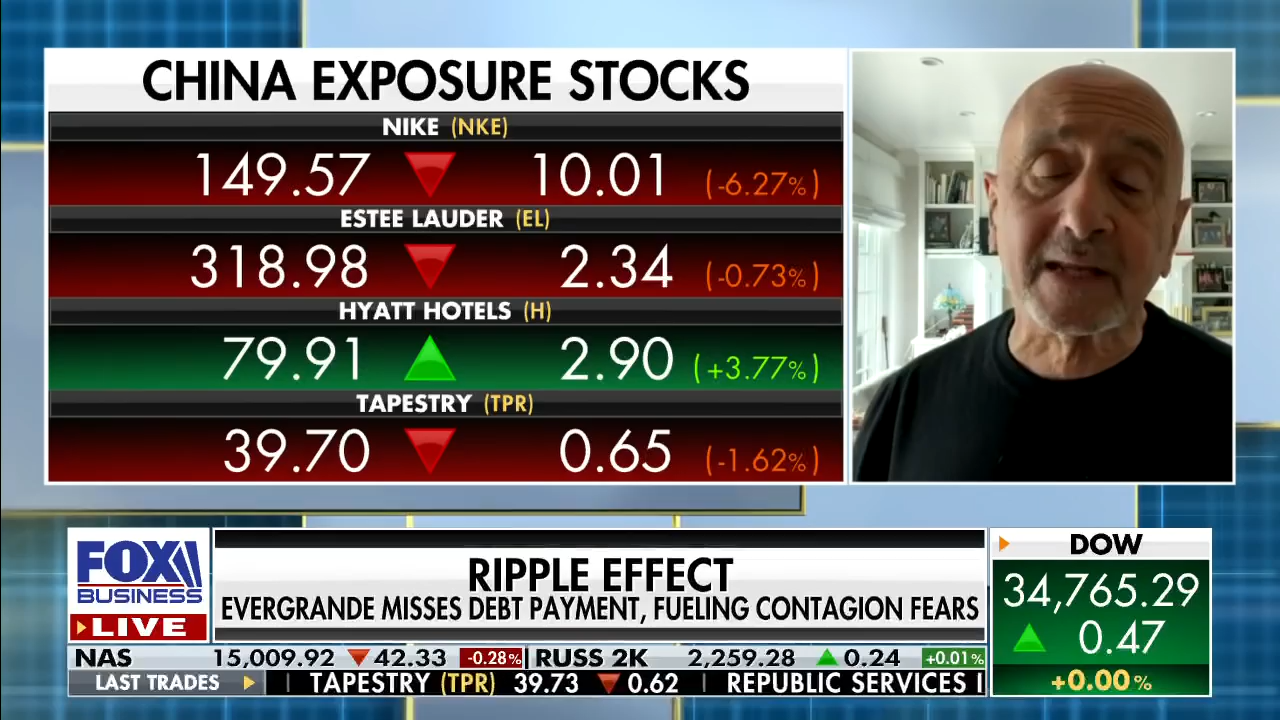 CHINA EXPOSURE STOCKS
NIKE (NKE)
149.57 10.01 (-6.27%)
ESTEE LAUDER (EL)
318.98 2.34 (-0.73%)
HYATT HOTELS (H)
79.91 2.90 (+3.77%)
TAPESTRY (TPR)
39.70 0.65 (-1.62%)
FOX
BUSINESS
LIVE
RIPPLE EFFECT
EVERGRANDE MISSES DEBT PAYMENT, FUELING CONTAGION FEARS
DOW
34,765.29
0.47
+0.00%
NAS 15,009.92 42.33 -0.28% RUSS 2K 2,259.28 0.24 +0.01%
LAST TRADES TAPESTRY (TPR) 39.73 0.62 REPUBLIC SERVICES I